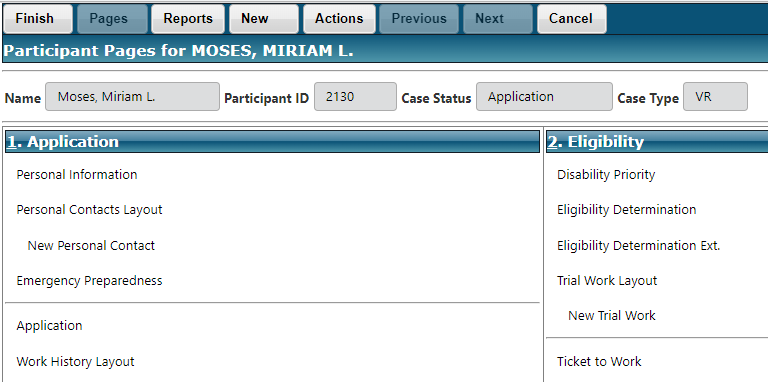 Finish Pages Reports New Actions Previous Next Cancel
Participant Pages for MOSES, MIRIAM L.
Name Moses, Miriam L. Participant ID 2130 Case Status Application Case Type VR
1. Application
Personal Information
Personal Contacts Layout
New Personal Contact
Emergency Preparedness
Application
Work History Layout
2. Eligibility
Disability Priority
Eligibility Determination
Eligibility Determination Ext.
Trial Work Layout
New Trial Work
Ticket to Work